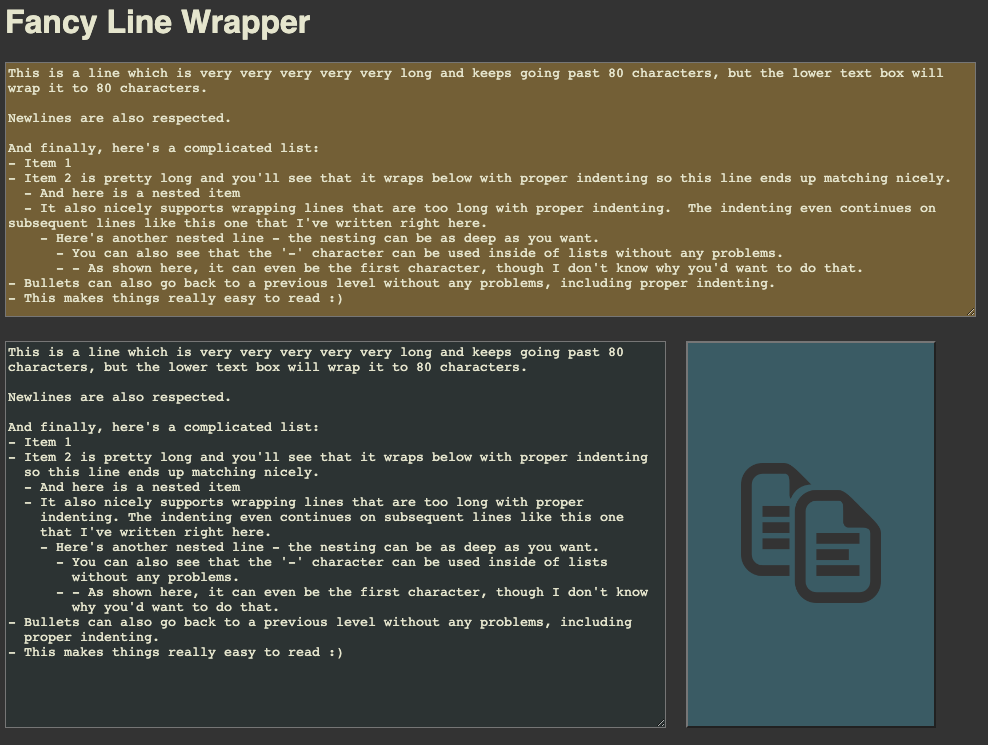 Fancy Line Wrapper
This is a line which is very very very very very long and keeps going past 80 characters, but the lower text box will
wrap it to 80 characters.

Newlines are also respected.

And finally, here's a complicated list:
- Item 1
- Item 2 is pretty long and you'll see that it wraps below with proper indenting so this line ends up matching nicely.
  - And here is a nested item
  - It also nicely supports wrapping lines that are too long with proper indenting.  The indenting even continues on
subsequent lines like this one that I've written right here.
    - Here's another nested line - the nesting can be as deep as you want.
      - You can also see that the '-' character can be used inside of lists without any problems.
      - - As shown here, it can even be the first character, though I don't know why you'd want to do that.
- Bullets can also go back to a previous level without any problems, including proper indenting.
- This makes things really easy to read :)

This is a line which is very very very very very long and keeps going past 80
characters, but the lower text box will wrap it to 80 characters.

Newlines are also respected.

And finally, here's a complicated list:
- Item 1
- Item 2 is pretty long and you'll see that it wraps below with proper indenting
  so this line ends up matching nicely.
  - And here is a nested item
  - It also nicely supports wrapping lines that are too long with proper
    indenting. The indenting even continues on subsequent lines like this one
    that I've written right here.
    - Here's another nested line - the nesting can be as deep as you want.
      - You can also see that the '-' character can be used inside of lists
        without any problems.
      - - As shown here, it can even be the first character, though I don't know
        why you'd want to do that.
- Bullets can also go back to a previous level without any problems, including
  proper indenting.
- This makes things really easy to read :)